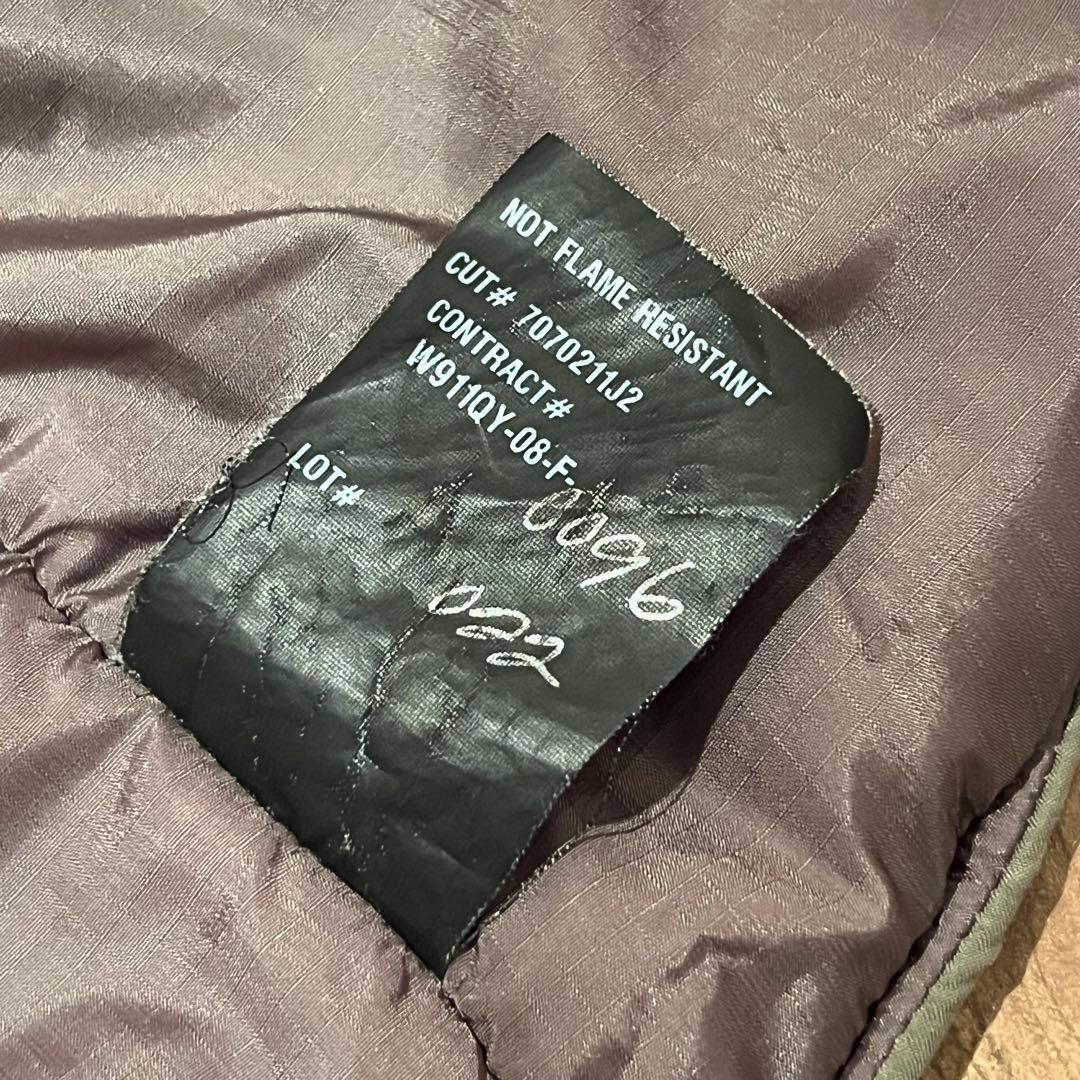 NOT FLAME RESISTANT
CUT# 7070211J2
CONTRACT#
W911QY-08-F-
0096
LOT#
022